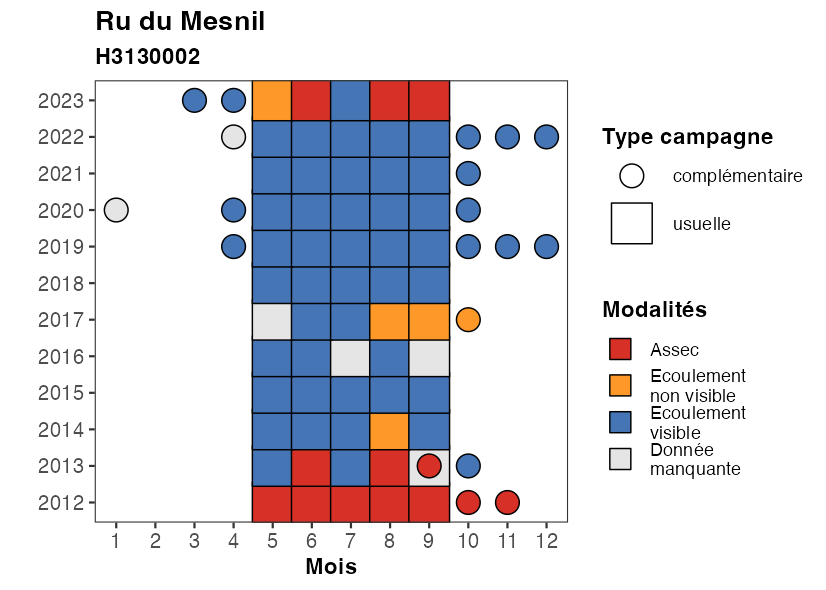 Ru du Mesnil
H3130002
2023
2022
2021
2020
2019
2018
2017
2016
2015
2014
2013
2012
1 2 3 4 5 6 7 8 9 10 11 12
Mois
Type campagne
complémentaire
usuelle
Modalités
Assec
Ecoulement
non visible
Ecoulement
visible
Donnée
manquante